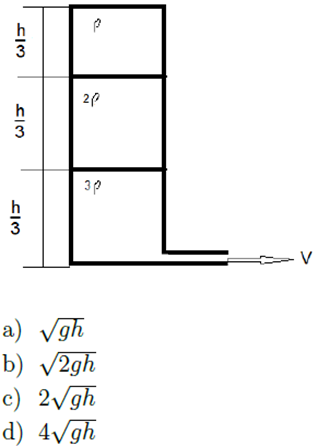 h/3 ρ
h/3 2ρ
h/3 3ρ
V
a) √gh
b) √2gh
c) 2√gh
d) 4√gh